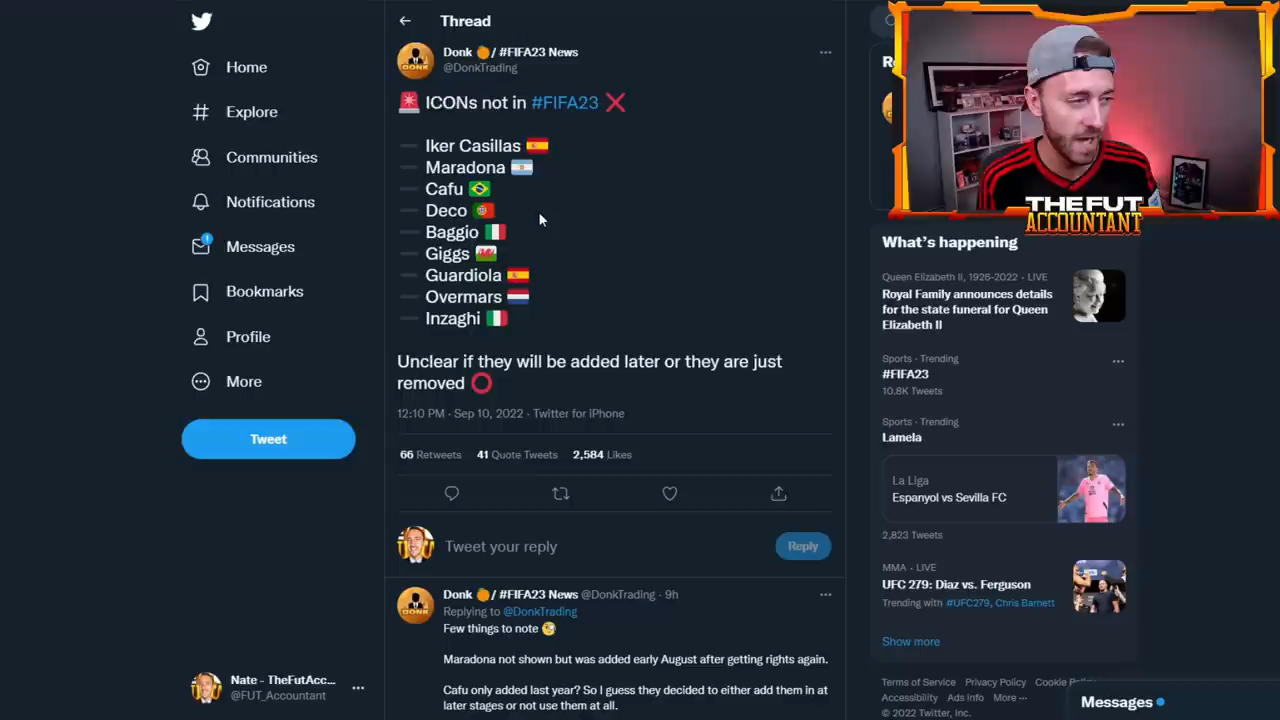 Home
Explore
Communities
Notifications
Messages
Bookmarks
Profile
More
Tweet
Nate - TheFutAcc...
@FUT_Accountant
Thread
Donk 🍊/ #FIFA23 News
@DonkTrading
🚨 ICONs not in #FIFA23 ❌
➖ Iker Casillas 🇪🇸
➖ Maradona 🇦🇷
➖ Cafu 🇧🇷
➖ Deco 🇵🇹
➖ Baggio 🇮🇹
➖ Giggs 🏴󠁧󠁢󠁷󠁬󠁳󠁿
➖ Guardiola 🇪🇸
➖ Overmars 🇳🇱
➖ Inzaghi 🇮🇹
Unclear if they will be added later or they are just
removed ⭕
12:10 PM · Sep 10, 2022 · Twitter for iPhone
66 Retweets 41 Quote Tweets 2,584 Likes
Tweet your reply
Reply
Donk 🍊/ #FIFA23 News @DonkTrading · 9h
Replying to @DonkTrading
Few things to note 🧐
Maradona not shown but was added early August after getting rights again.
Cafu only added last year? So I guess they decided to either add them in at
later stages or not use them at all.
THE FUT
ACCOUNTANT
What's happening
Queen Elizabeth II, 1926-2022 · LIVE
Royal Family announces details
for the state funeral for Queen
Elizabeth II
Sports · Trending
#FIFA23
10.8K Tweets
Sports · Trending
Lamela
La Liga
Espanyol vs Sevilla FC
2,823 Tweets
MMA · LIVE
UFC 279: Diaz vs. Ferguson
Trending with #UFC279, Chris Barnett
Show more
Terms of Service Privacy Policy
Accessibility Ads info More ···
© 2022 Twitter, Inc.
Messages